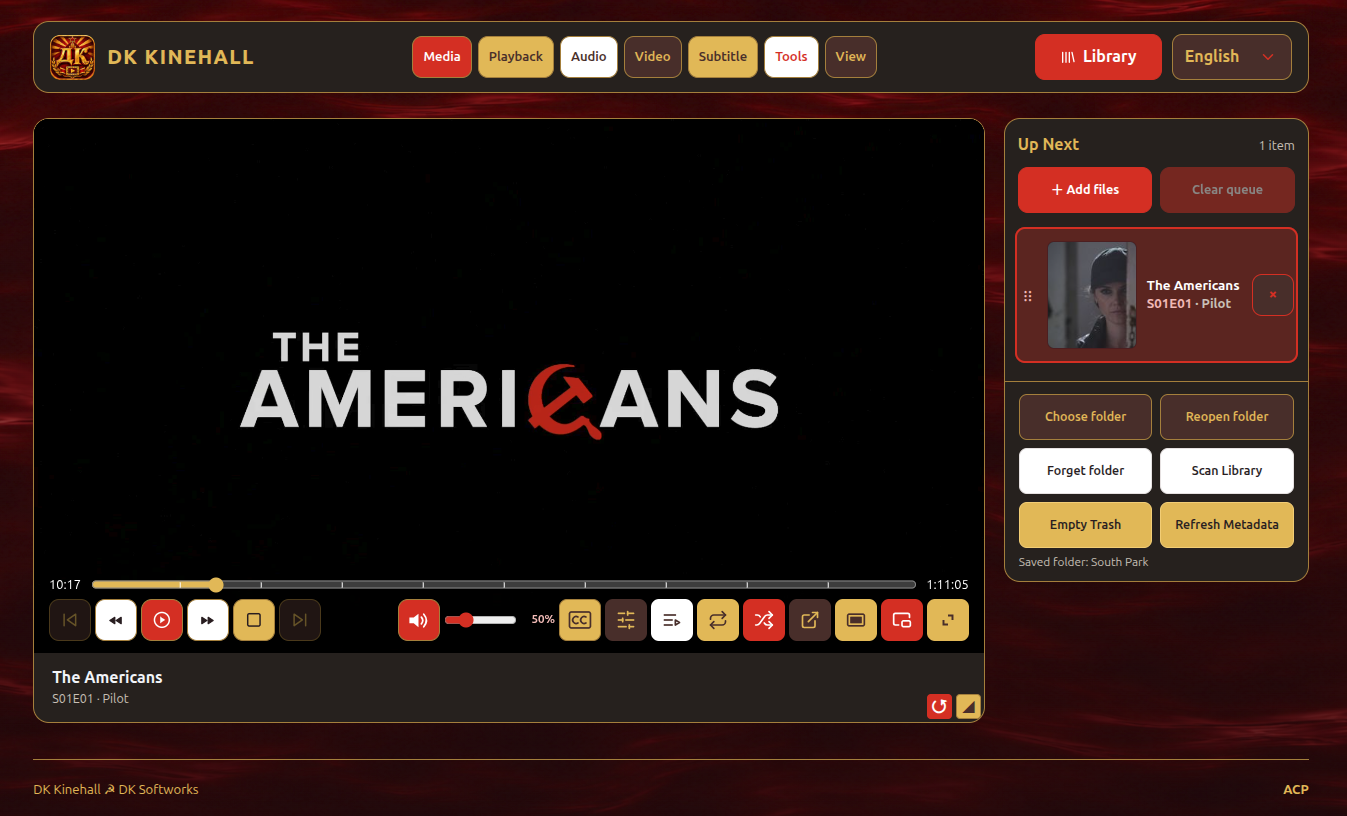 ДК
DK KINEHALL
Media
Playback
Audio
Video
Subtitle
Tools
View
Library
English
THE
AMERICANS
10:17
1:11:05
50%
CC
The Americans
S01E01 · Pilot
Up Next
1 item
+ Add files
Clear queue
The Americans
S01E01 · Pilot
×
Choose folder
Reopen folder
Forget folder
Scan Library
Empty Trash
Refresh Metadata
Saved folder: South Park
DK Kinehall ☭ DK Softworks
ACP